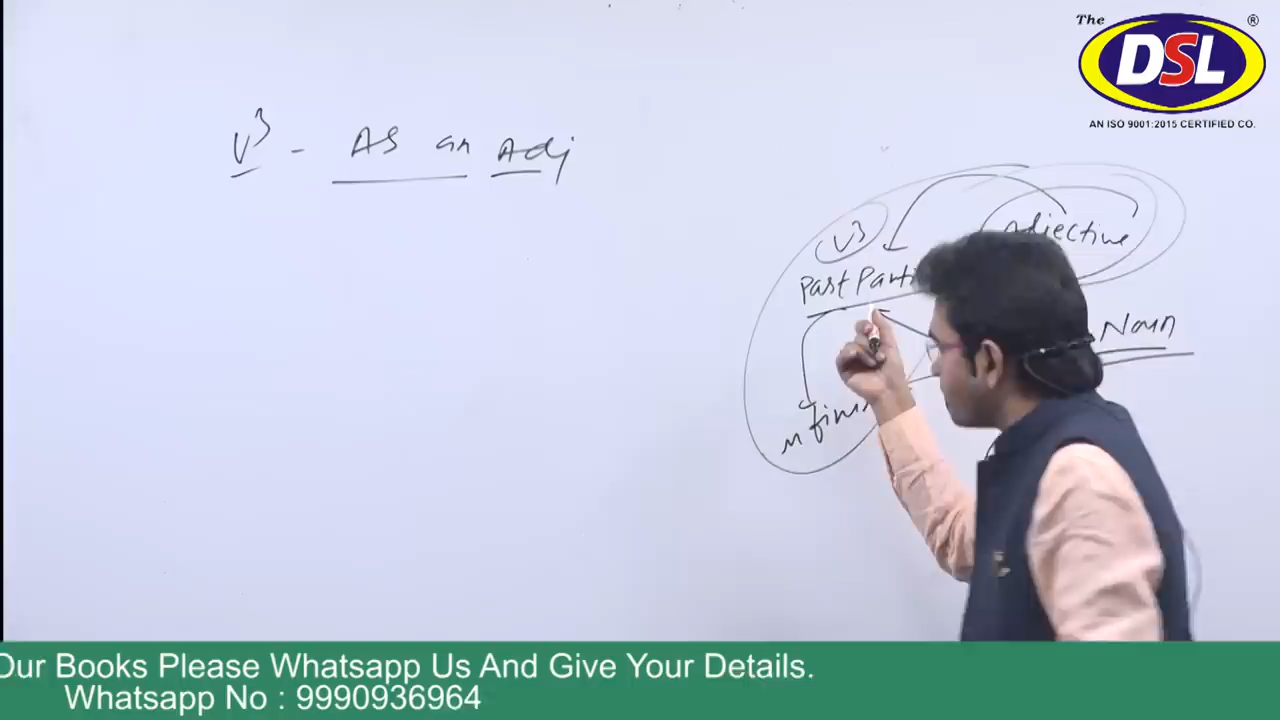 The
DSL
®
AN ISO 9001:2015 CERTIFIED CO.
V3 - As an Adj
V3
Adjective
Past Parti
Noun
Our Books Please Whatsapp Us And Give Your Details.
Whatsapp No : 9990936964